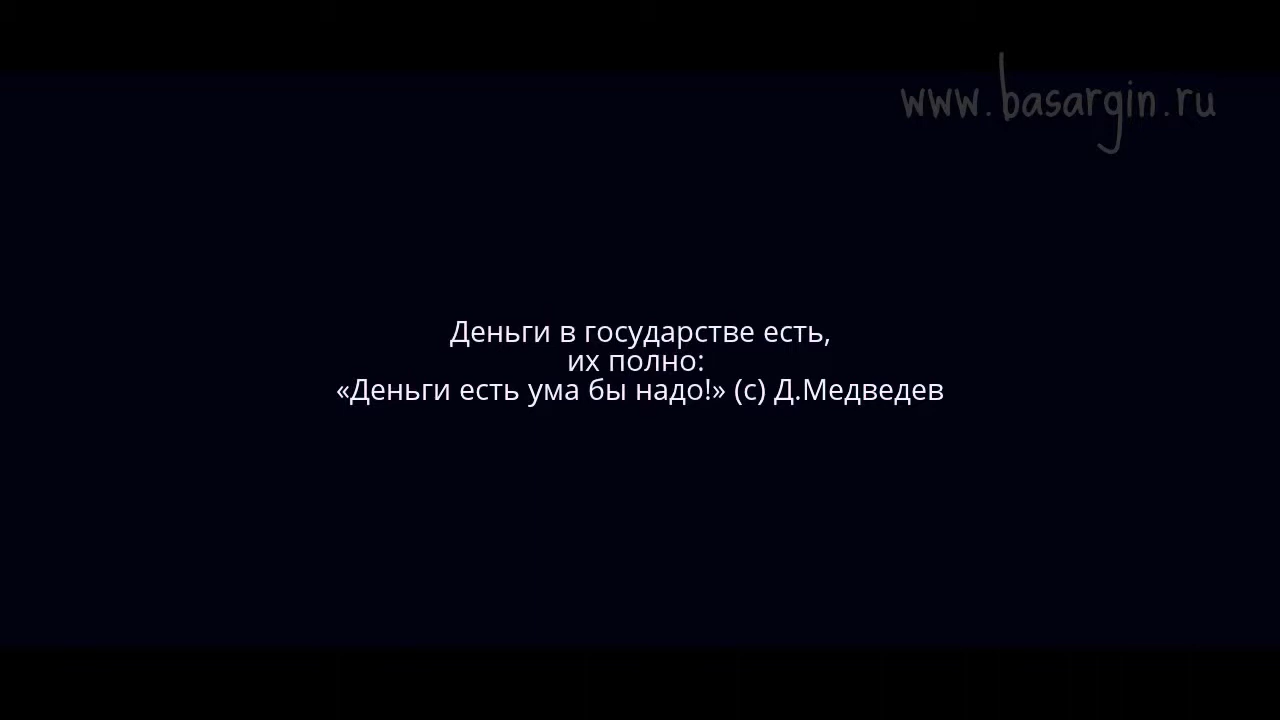 www.basargin.ru
Деньги в государстве есть,
их полно:
«Деньги есть ума бы надо!» (с) Д.Медведев